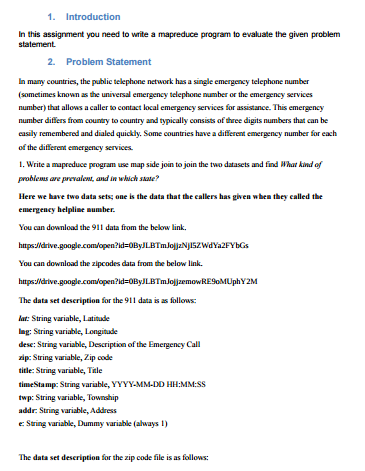 1. Introduction
In this assignment you need to write a mapreduce program to evaluate the given problem
statement.
2. Problem Statement
In many countries, the public telephone network has a single emergency telephone number
(sometimes known as the universal emergency telephone number or the emergency services
number) that allows a caller to contact local emergency services for assistance. This emergency
number differs from country to country and typically consists of three digits numbers that can be
easily remembered and dialed quickly. Some countries have a different emergency number for each
of the different emergency services.
1. Write a mapreduce program use map side join to join the two datasets and find What kind of
problems are prevalent, and in which state?
Here we have two data sets; one is the data that the callers has given when they called the
emergency helpline number.
You can download the 911 data from the below link.
https://drive.google.com/open?id=0ByJLBTmJojjzNjI5ZWdYa2FYbGs
You can download the zipcodes data from the below link.
https://drive.google.com/open?id=0ByJLBTmJojjzemowRE9oMUphY2M
The data set description for the 911 data is as follows:
lat: String variable, Latitude
lng: String variable, Longitude
desc: String variable, Description of the Emergency Call
zip: String variable, Zip code
title: String variable, Title
timeStamp: String variable, YYYY-MM-DD HH:MM:SS
twp: String variable, Township
addr: String variable, Address
e: String variable, Dummy variable (always 1)
The data set description for the zip code file is as follows: